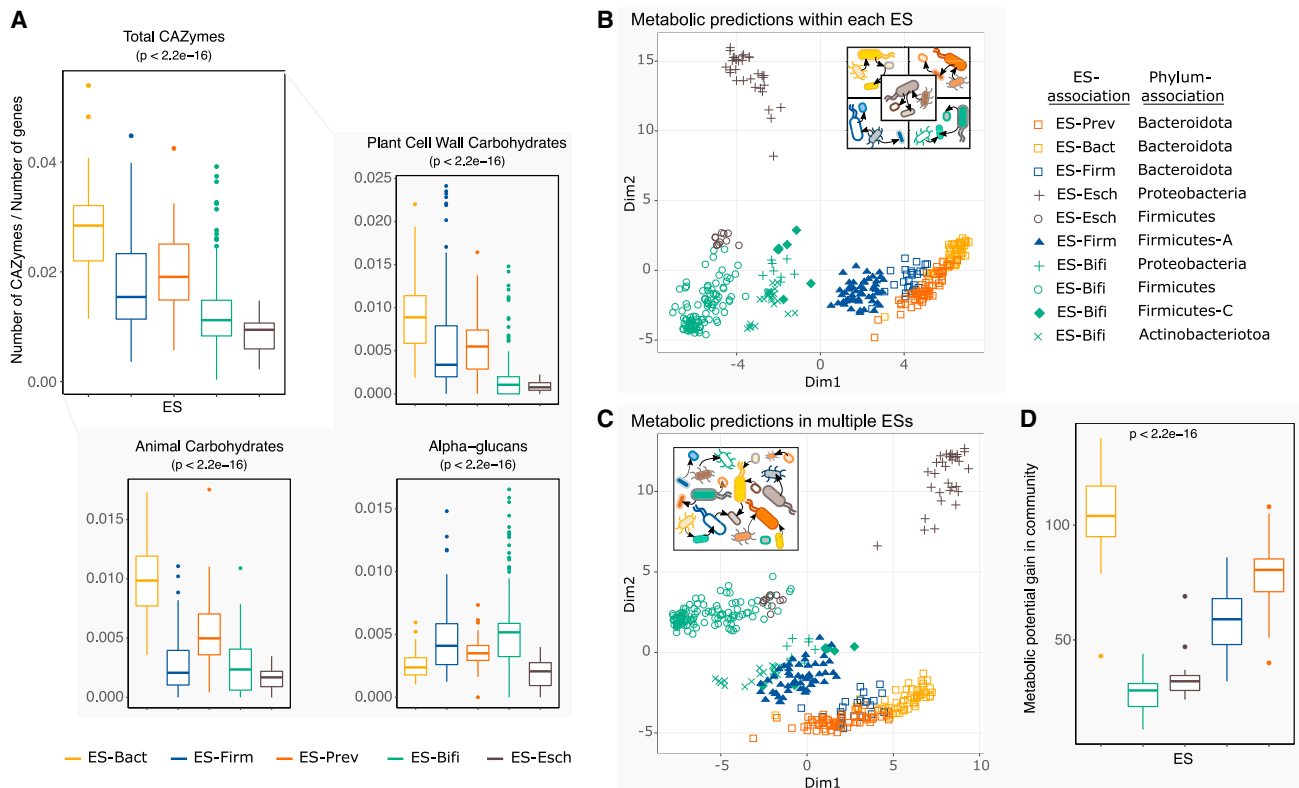 A
Total CAZymes
(p < 2.2e-16)
Number of CAZymes / Number of genes
0.04
0.02
0.00
ES
Plant Cell Wall Carbohydrates
(p < 2.2e-16)
0.025
0.020
0.015
0.010
0.005
0.000
Animal Carbohydrates
(p < 2.2e-16)
0.015
0.010
0.005
0.000
Alpha-glucans
(p < 2.2e-16)
0.015
0.010
0.005
0.000
ES-Bact ES-Firm ES-Prev ES-Bifi ES-Esch
B
Metabolic predictions within each ES
Dim2
15
10
5
0
-5
-4 0 4
Dim1
ES-association Phylum-association
ES-Prev Bacteroidota
ES-Bact Bacteroidota
ES-Firm Bacteroidota
ES-Esch Proteobacteria
ES-Esch Firmicutes
ES-Firm Firmicutes-A
ES-Bifi Proteobacteria
ES-Bifi Firmicutes
ES-Bifi Firmicutes-C
ES-Bifi Actinobacteriotoa
C
Metabolic predictions in multiple ESs
Dim2
10
5
0
-5
-5 0 5 10
Dim1
D
p < 2.2e-16
Metabolic potential gain in community
100
50
ES